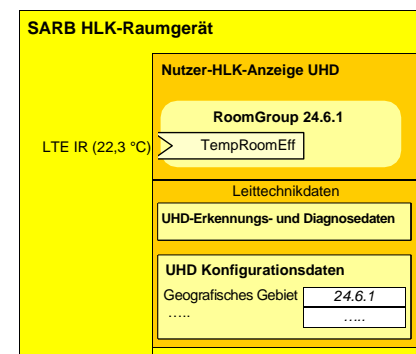 SARB HLK-Raumgerät
Nutzer-HLK-Anzeige UHD
RoomGroup 24.6.1
LTE IR (22,3 °C)
TempRoomEff
Leittechnikdaten
UHD-Erkennungs- und Diagnosedaten
UHD Konfigurationsdaten
Geografisches Gebiet 24.6.1
..... .....